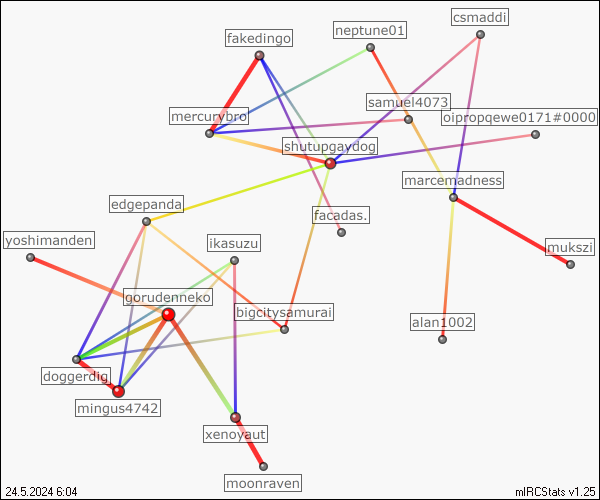 csmaddi
neptune01
fakedingo
samuel4073
mercurybro
oipropqewe0171#0000
shutupgaydog
marcemadness
edgepanda
facadas.
yoshimanden
ikasuzu
mukszi
gorudenneko
bigcitysamurai
alan1002
doggerdig
mingus4742
xenoyaut
moonraven
24.5.2024 6:04
mIRCStats v1.25